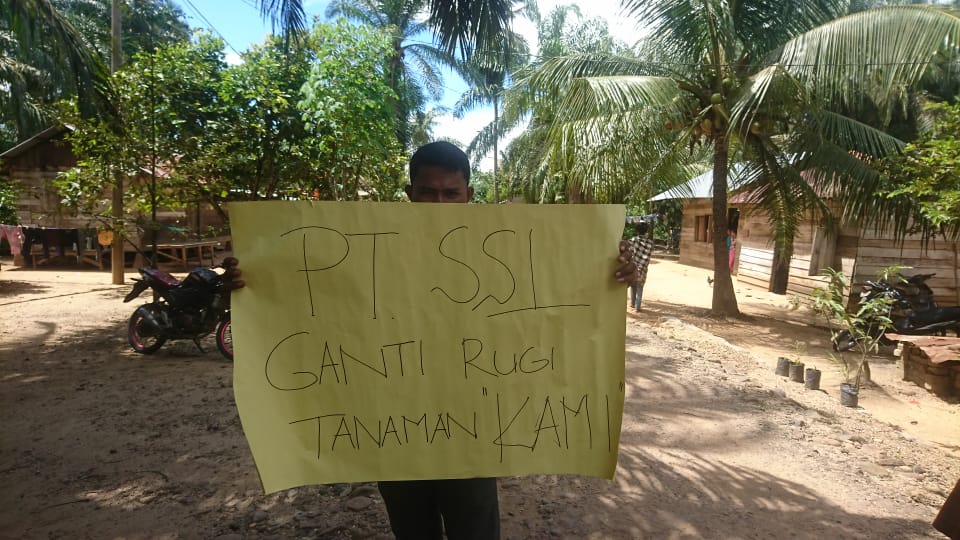 PT. SSL
GANTI RUGI
TANAMAN "KAMI"